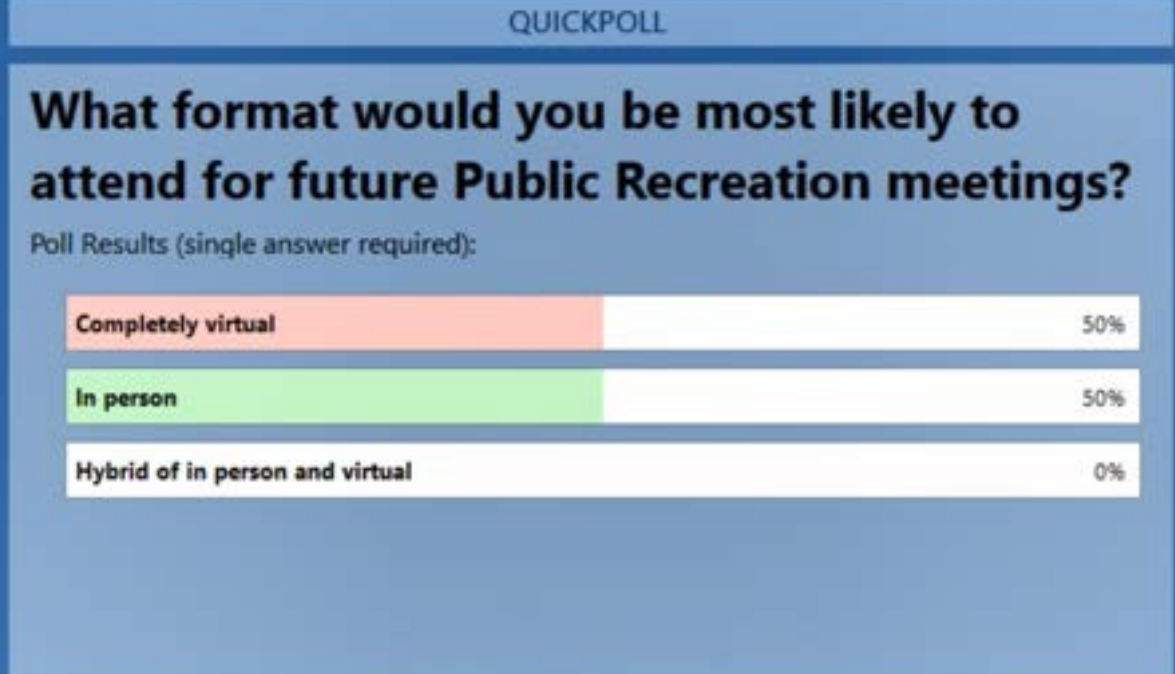 QUICKPOLL
What format would you be most likely to
attend for future Public Recreation meetings?
Poll Results (single answer required):
Completely virtual 50%
In person 50%
Hybrid of in person and virtual 0%